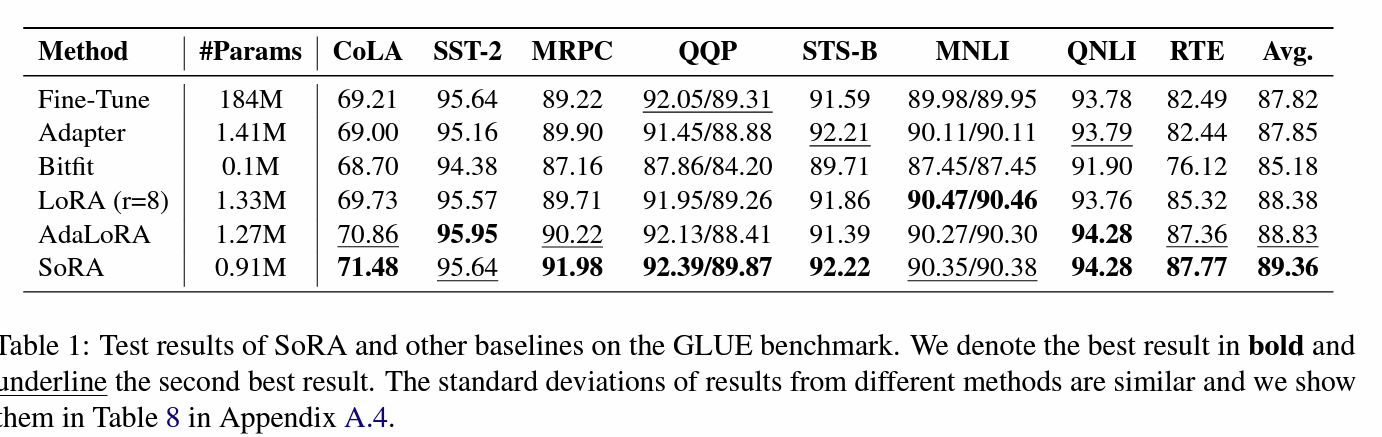 Method #Params CoLA SST-2 MRPC QQP STS-B MNLI QNLI RTE Avg.
Fine-Tune 184M 69.21 95.64 89.22 92.05/89.31 91.59 89.98/89.95 93.78 82.49 87.82
Adapter 1.41M 69.00 95.16 89.90 91.45/88.88 92.21 90.11/90.11 93.79 82.44 87.85
Bitfit 0.1M 68.70 94.38 87.16 87.86/84.20 89.71 87.45/87.45 91.90 76.12 85.18
LoRA (r=8) 1.33M 69.73 95.57 89.71 91.95/89.26 91.86 90.47/90.46 93.76 85.32 88.38
AdaLoRA 1.27M 70.86 95.95 90.22 92.13/88.41 91.39 90.27/90.30 94.28 87.36 88.83
SoRA 0.91M 71.48 95.64 91.98 92.39/89.87 92.22 90.35/90.38 94.28 87.77 89.36
Table 1: Test results of SoRA and other baselines on the GLUE benchmark. We denote the best result in bold and
underline the second best result. The standard deviations of results from different methods are similar and we show
them in Table 8 in Appendix A.4.